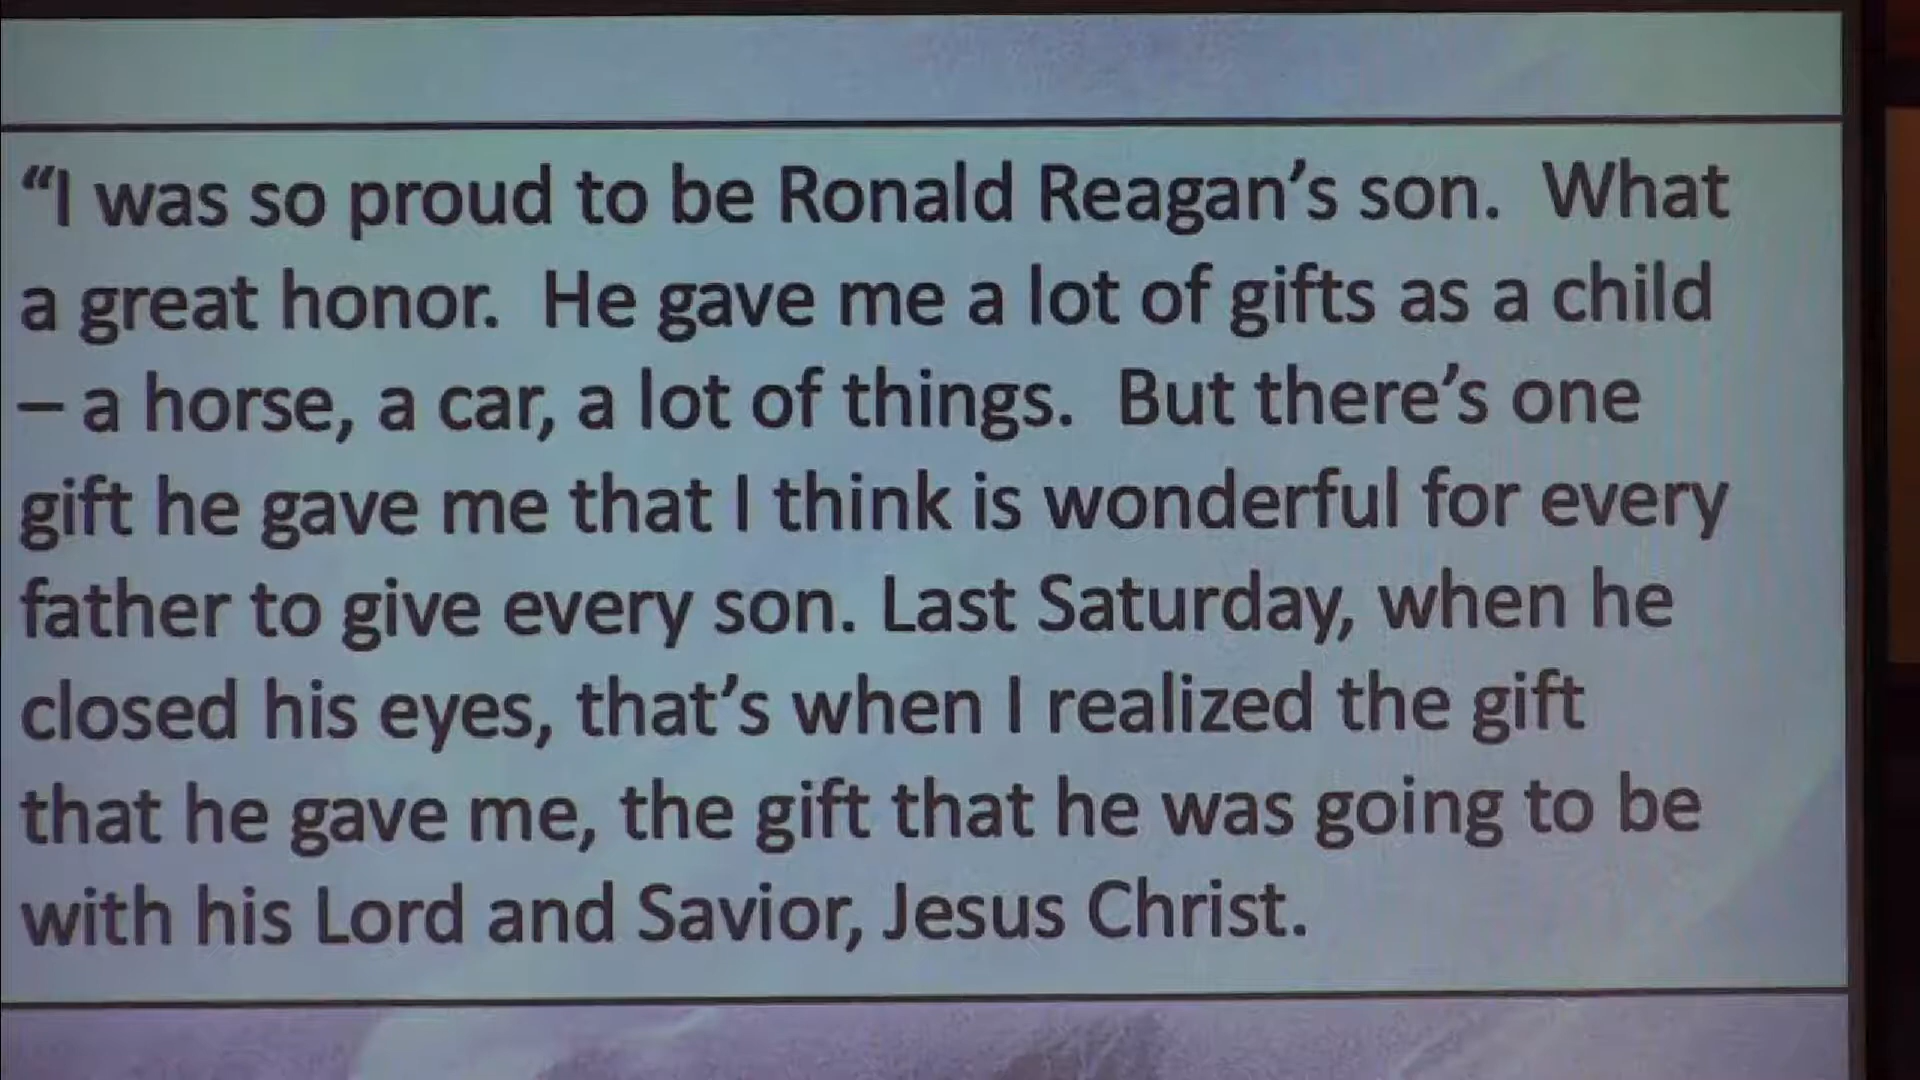 “I was so proud to be Ronald Reagan’s son.  What
a great honor.  He gave me a lot of gifts as a child
– a horse, a car, a lot of things.  But there’s one
gift he gave me that I think is wonderful for every
father to give every son. Last Saturday, when he
closed his eyes, that’s when I realized the gift
that he gave me, the gift that he was going to be
with his Lord and Savior, Jesus Christ.